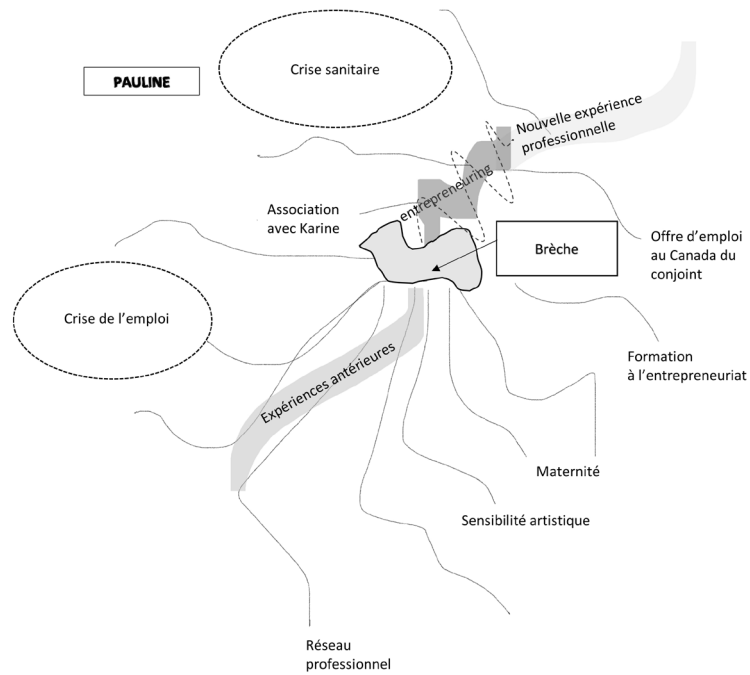 Crise sanitaire
PAULINE
Nouvelle expérience
professionnelle
entrepreneuring
Association
avec Karine
Brèche
Offre d'emploi
au Canada du
conjoint
Crise de l'emploi
Formation
à l'entrepreneuriat
Expériences antérieures
Maternité
Sensibilité artistique
Réseau
professionnel